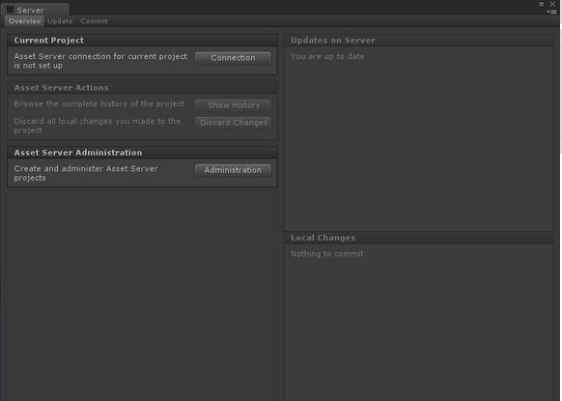 Server
Overview Update Commit
Current Project
Asset Server connection for current project
is not set up
Connection
Asset Server Actions
Browse the complete history of the project
Show History
Discard all local changes you made to the
project
Discard Changes
Asset Server Administration
Create and administer Asset Server
projects
Administration
Updates on Server
You are up to date
Local Changes
Nothing to commit